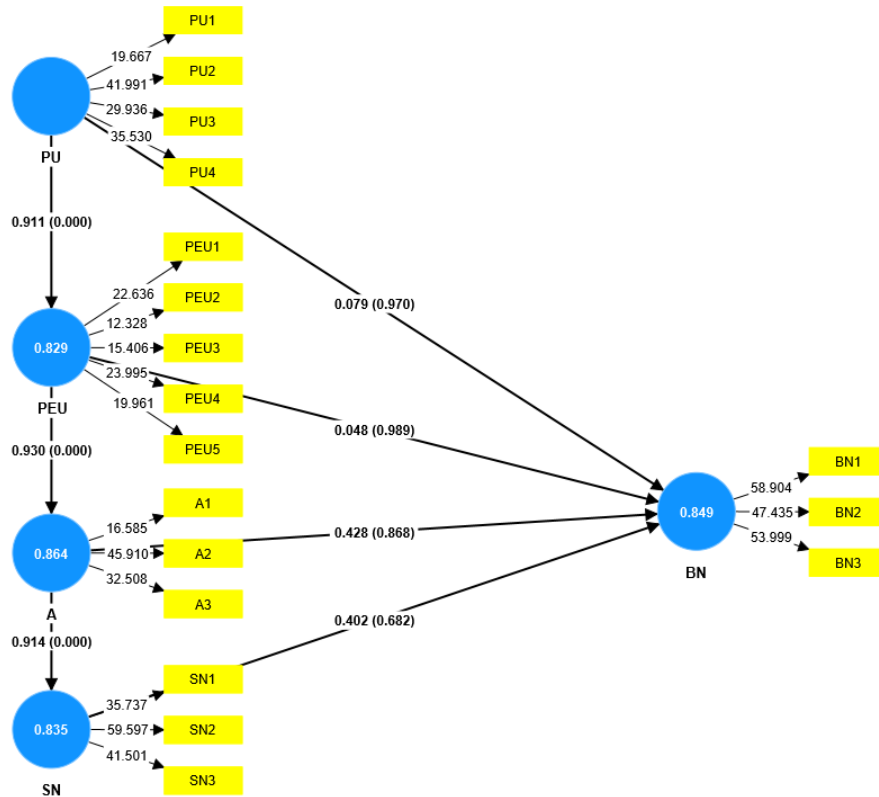 PU1
19.667
PU2
41.991
29.936
PU3
35.530
PU
PU4
0.911 (0.000)
PEU1
22.636
PEU2
12.328
0.079 (0.970)
0.829
15.406
PEU3
23.995
PEU4
PEU
19.961
0.048 (0.989)
0.930 (0.000)
PEU5
BN1
58.904
A1
16.585
0.849
47.435
BN2
0.864
45.910
A2
0.428 (0.868)
53.999
BN3
32.508
BN
A3
A
0.402 (0.682)
0.914 (0.000)
SN1
35.737
0.835
59.597
SN2
41.501
SN3
SN